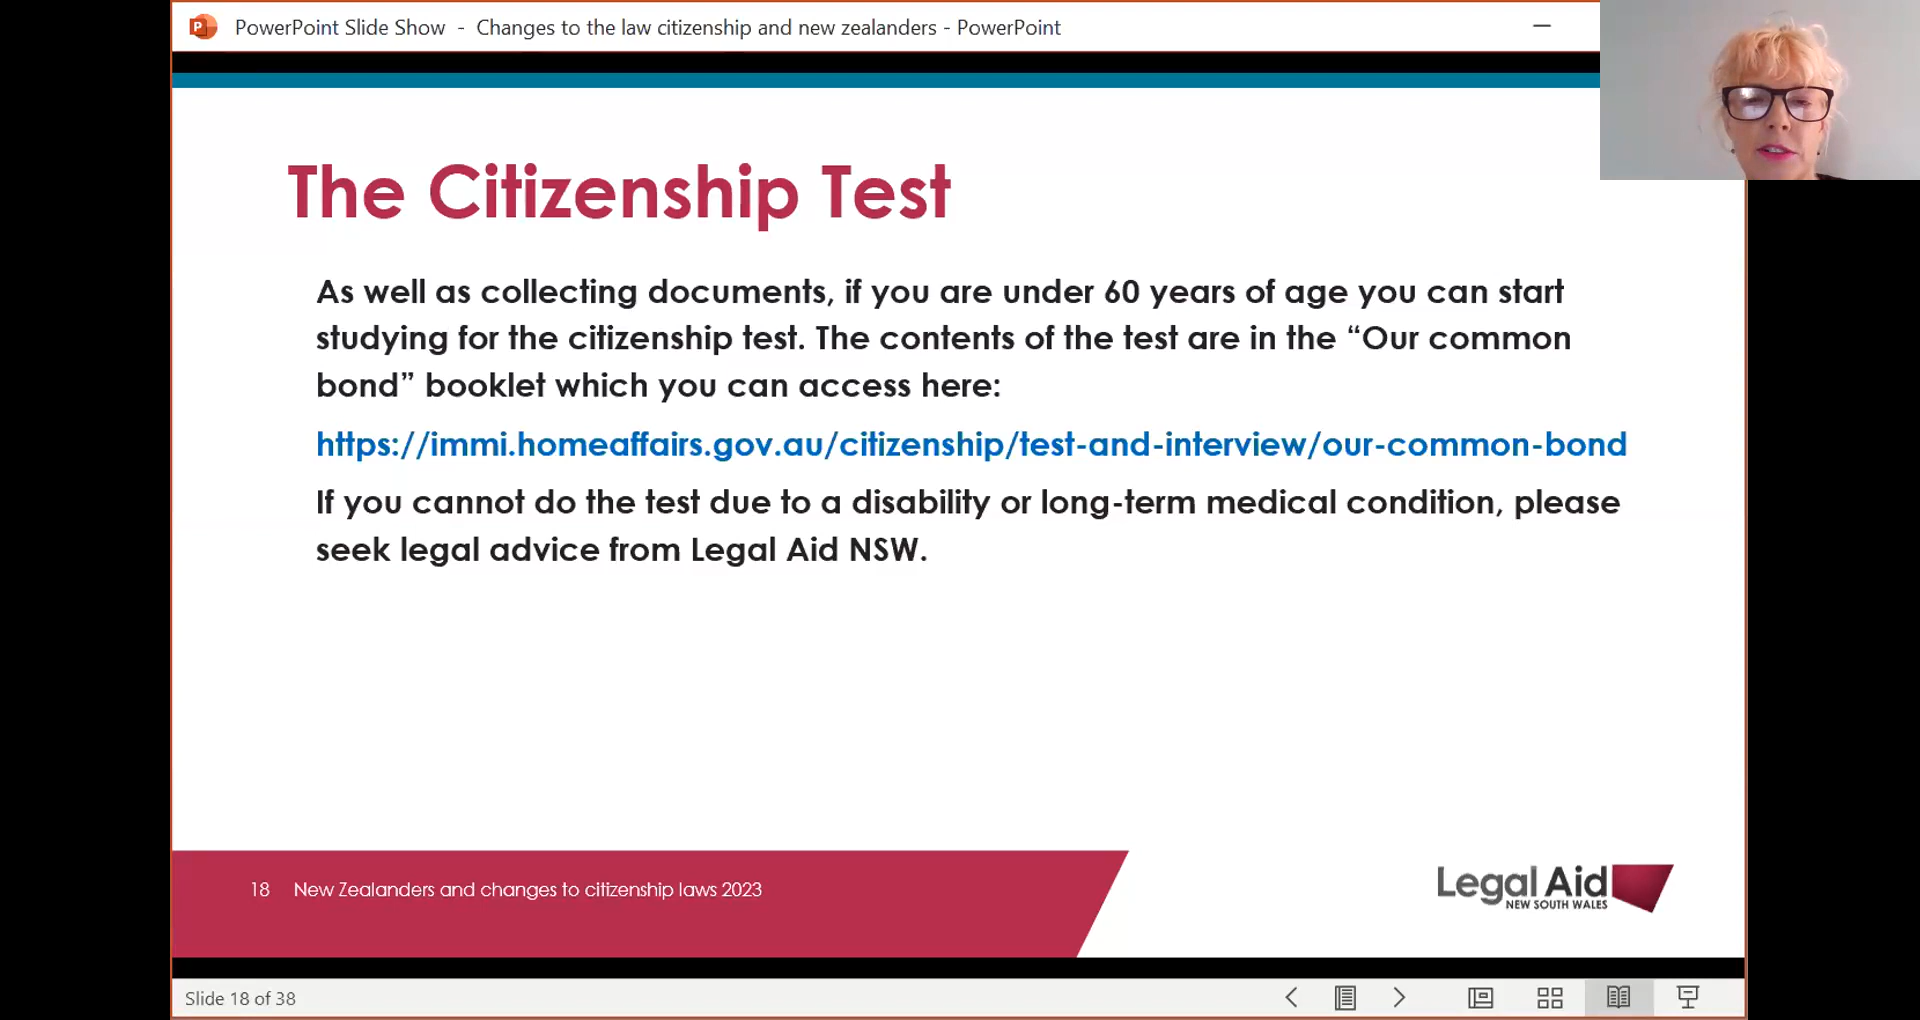 PowerPoint Slide Show - Changes to the law citizenship and new zealanders - PowerPoint
The Citizenship Test
As well as collecting documents, if you are under 60 years of age you can start
studying for the citizenship test. The contents of the test are in the “Our common
bond” booklet which you can access here:
https://immi.homeaffairs.gov.au/citizenship/test-and-interview/our-common-bond
If you cannot do the test due to a disability or long-term medical condition, please
seek legal advice from Legal Aid NSW.
18 New Zealanders and changes to citizenship laws 2023
Legal Aid
NEW SOUTH WALES
Slide 18 of 38